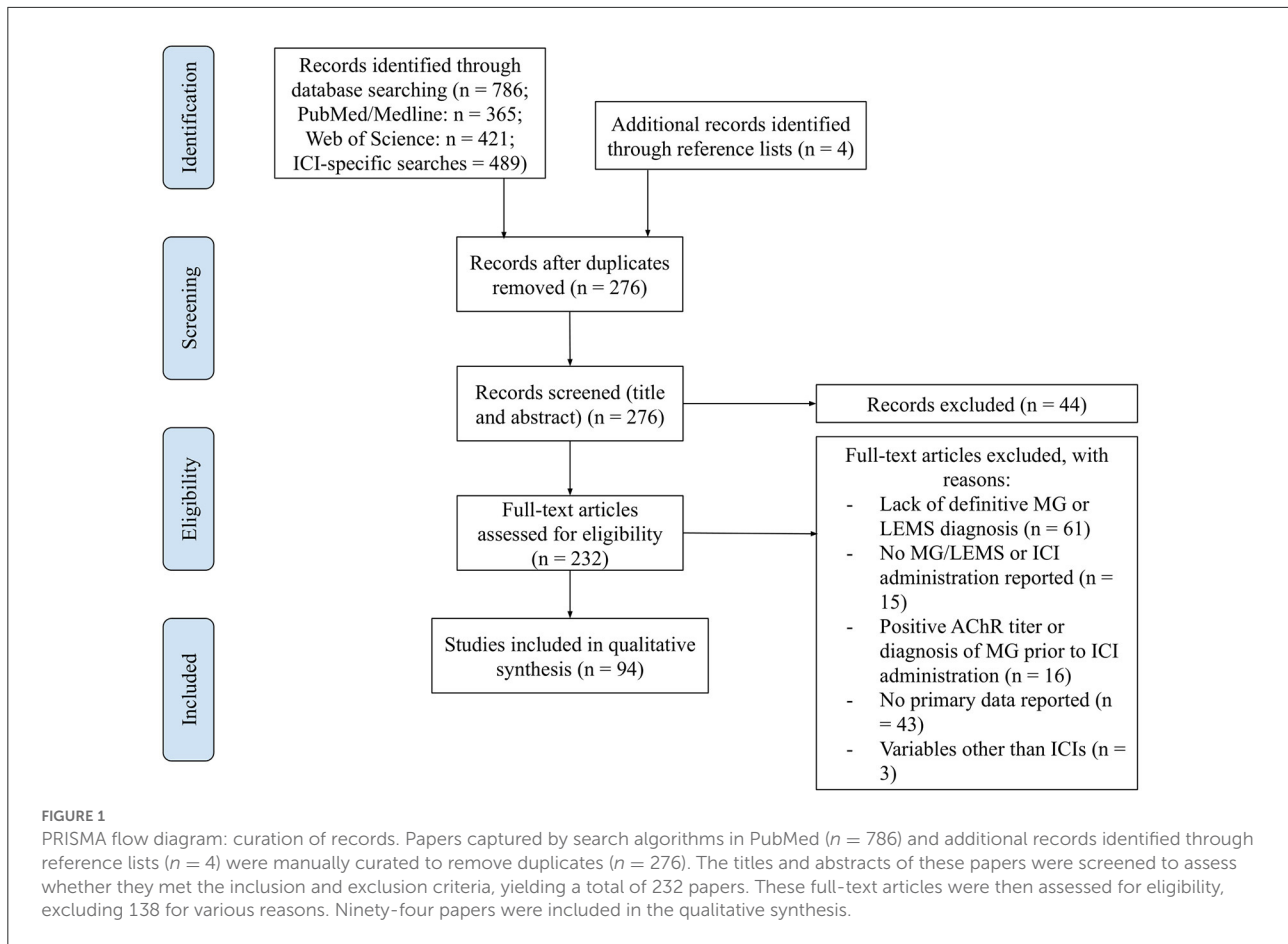 Identification
Records identified through
database searching (n = 786;
PubMed/Medline: n = 365;
Web of Science: n = 421;
ICI-specific searches = 489)
Additional records identified
through reference lists (n = 4)
Screening
Records after duplicates
removed (n = 276)
Records screened (title
and abstract) (n = 276)
Records excluded (n = 44)
Eligibility
Full-text articles
assessed for eligibility
(n = 232)
Full-text articles excluded, with
reasons:
- Lack of definitive MG or
LEMS diagnosis (n = 61)
- No MG/LEMS or ICI
administration reported (n =
15)
- Positive AChR titer or
diagnosis of MG prior to ICI
administration (n = 16)
- No primary data reported (n
= 43)
- Variables other than ICIs (n =
3)
Included
Studies included in qualitative
synthesis (n = 94)
FIGURE 1
PRISMA flow diagram: curation of records. Papers captured by search algorithms in PubMed (n = 786) and additional records identified through
reference lists (n = 4) were manually curated to remove duplicates (n = 276). The titles and abstracts of these papers were screened to assess
whether they met the inclusion and exclusion criteria, yielding a total of 232 papers. These full-text articles were then assessed for eligibility,
excluding 138 for various reasons. Ninety-four papers were included in the qualitative synthesis.